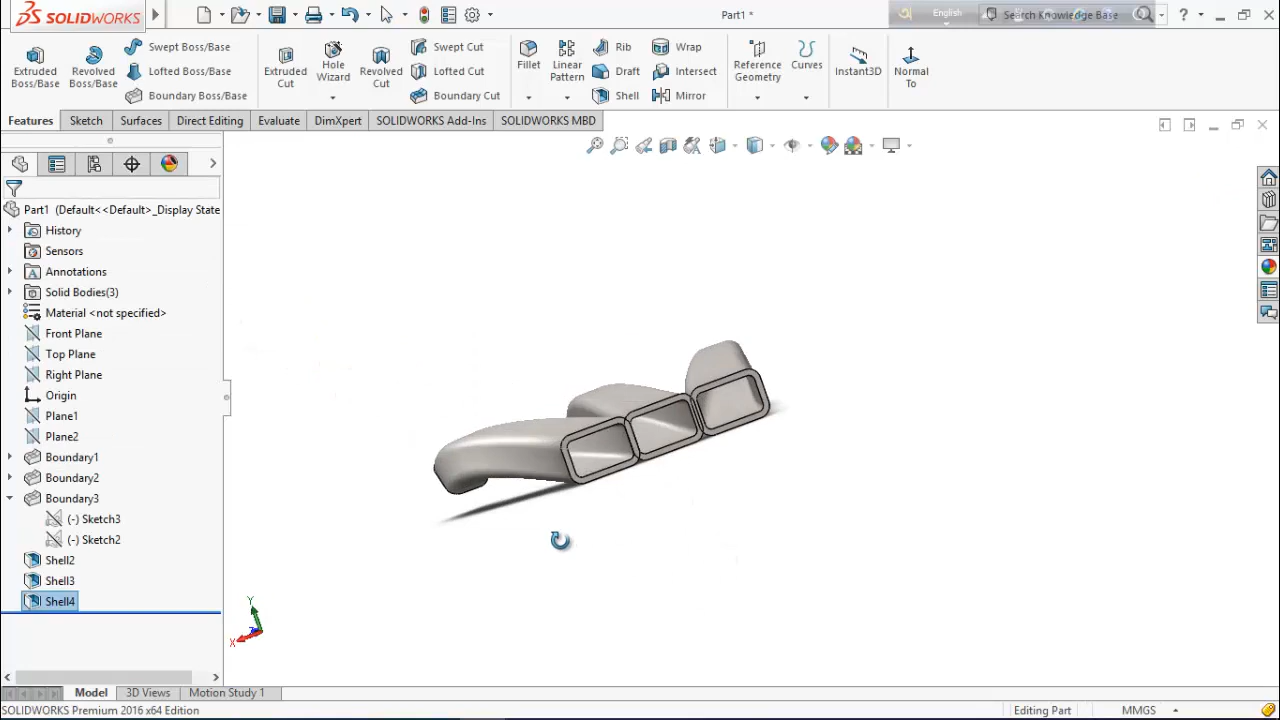 SOLIDWORKS
Part1 *
English
Search Knowledge Base
?
Extruded Boss/Base
Revolved Boss/Base
Swept Boss/Base
Lofted Boss/Base
Boundary Boss/Base
Extruded Cut
Hole Wizard
Revolved Cut
Swept Cut
Lofted Cut
Boundary Cut
Fillet
Linear Pattern
Rib
Draft
Shell
Wrap
Intersect
Mirror
Reference Geometry
Curves
Instant3D
Normal To
Features
Sketch
Surfaces
Direct Editing
Evaluate
DimXpert
SOLIDWORKS Add-Ins
SOLIDWORKS MBD
Part1 (Default<<Default>_Display State
History
Sensors
Annotations
Solid Bodies(3)
Material <not specified>
Front Plane
Top Plane
Right Plane
Origin
Plane1
Plane2
Boundary1
Boundary2
Boundary3
(-) Sketch3
(-) Sketch2
Shell2
Shell3
Shell4
Y
X
Model
3D Views
Motion Study 1
SOLIDWORKS Premium 2016 x64 Edition
Editing Part
MMGS